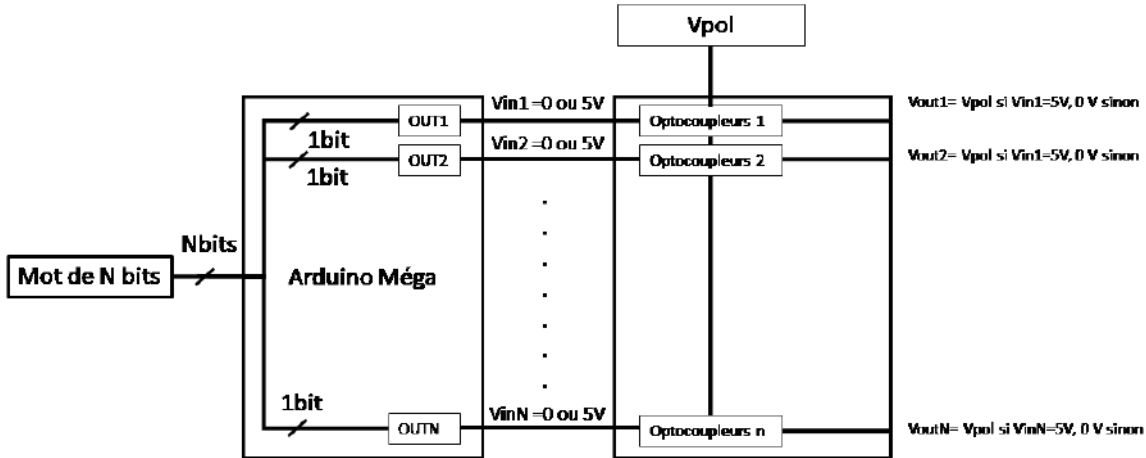 Vpol
Vin1 =0 ou 5V
Vout1= Vpol si Vin1=5V, 0 V sinon
OUT1
Optocoupleurs 1
1bit
Vin2 =0 ou 5V
Vout2= Vpol si Vin1=5V, 0 V sinon
OUT2
Optocoupleurs 2
1bit
Nbits
Mot de N bits
Arduino Méga
1bit
VinN =0 ou 5V
OUTN
Optocoupleurs n
VoutN= Vpol si VinN=5V, 0 V sinon